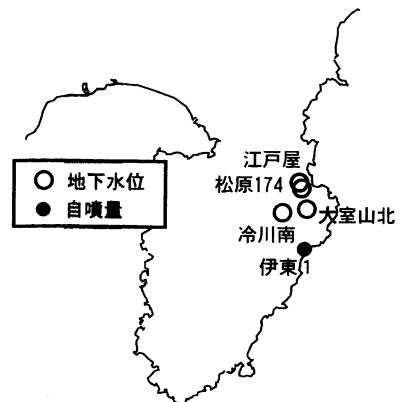 江戸屋
松原174
地下水位
自噴量
大室山北
冷川南
伊東1